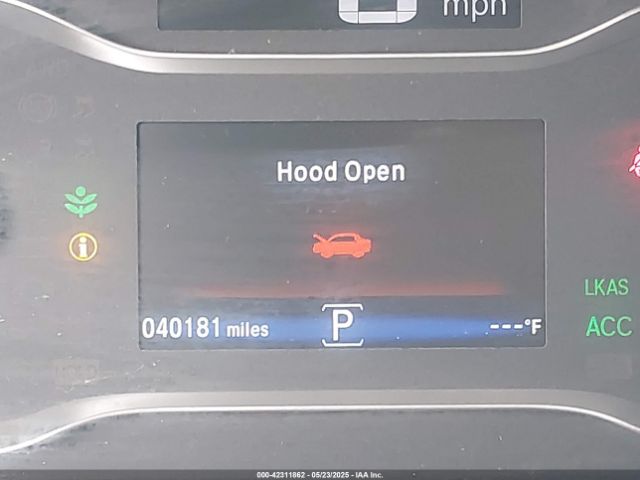 mph
Hood Open
LKAS
040181 miles P ---°F ACC
000-42311862 - 05/23/2025 - IAA Inc.